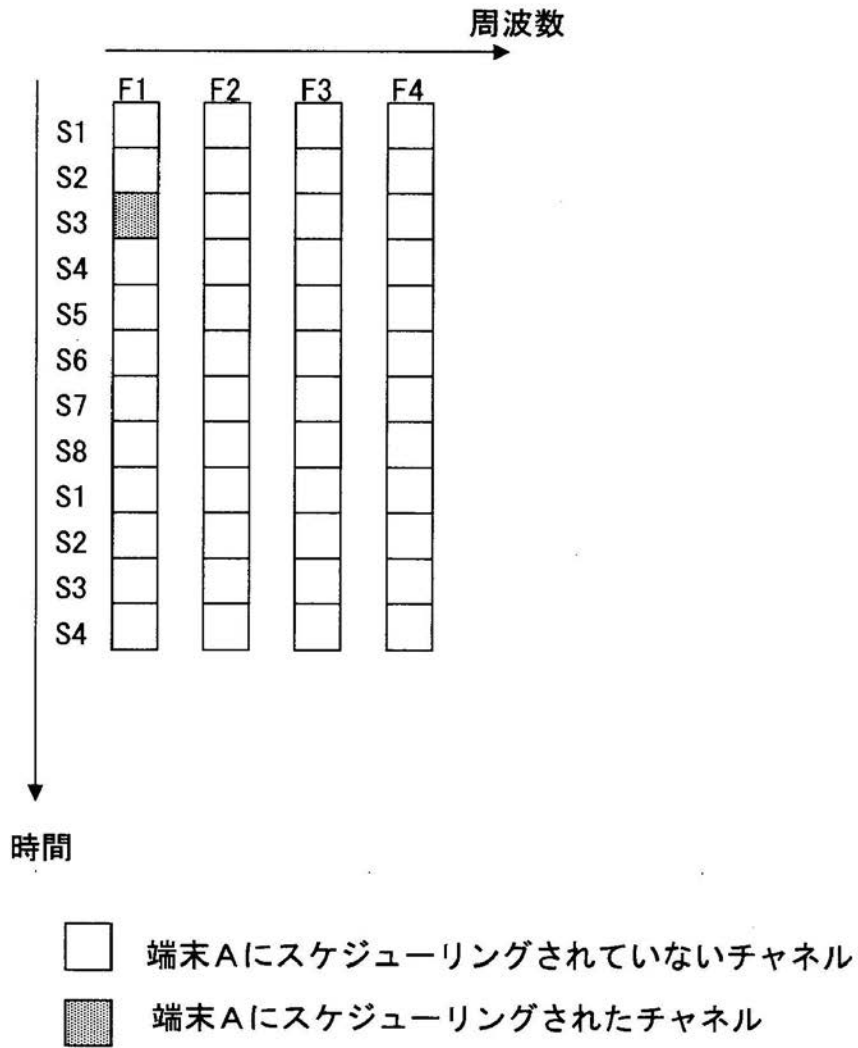 周波数
F1 F2 F3 F4
S1
S2
S3
S4
S5
S6
S7
S8
S1
S2
S3
S4
時間
端末Aにスケジューリングされていないチャネル
端末Aにスケジューリングされたチャネル